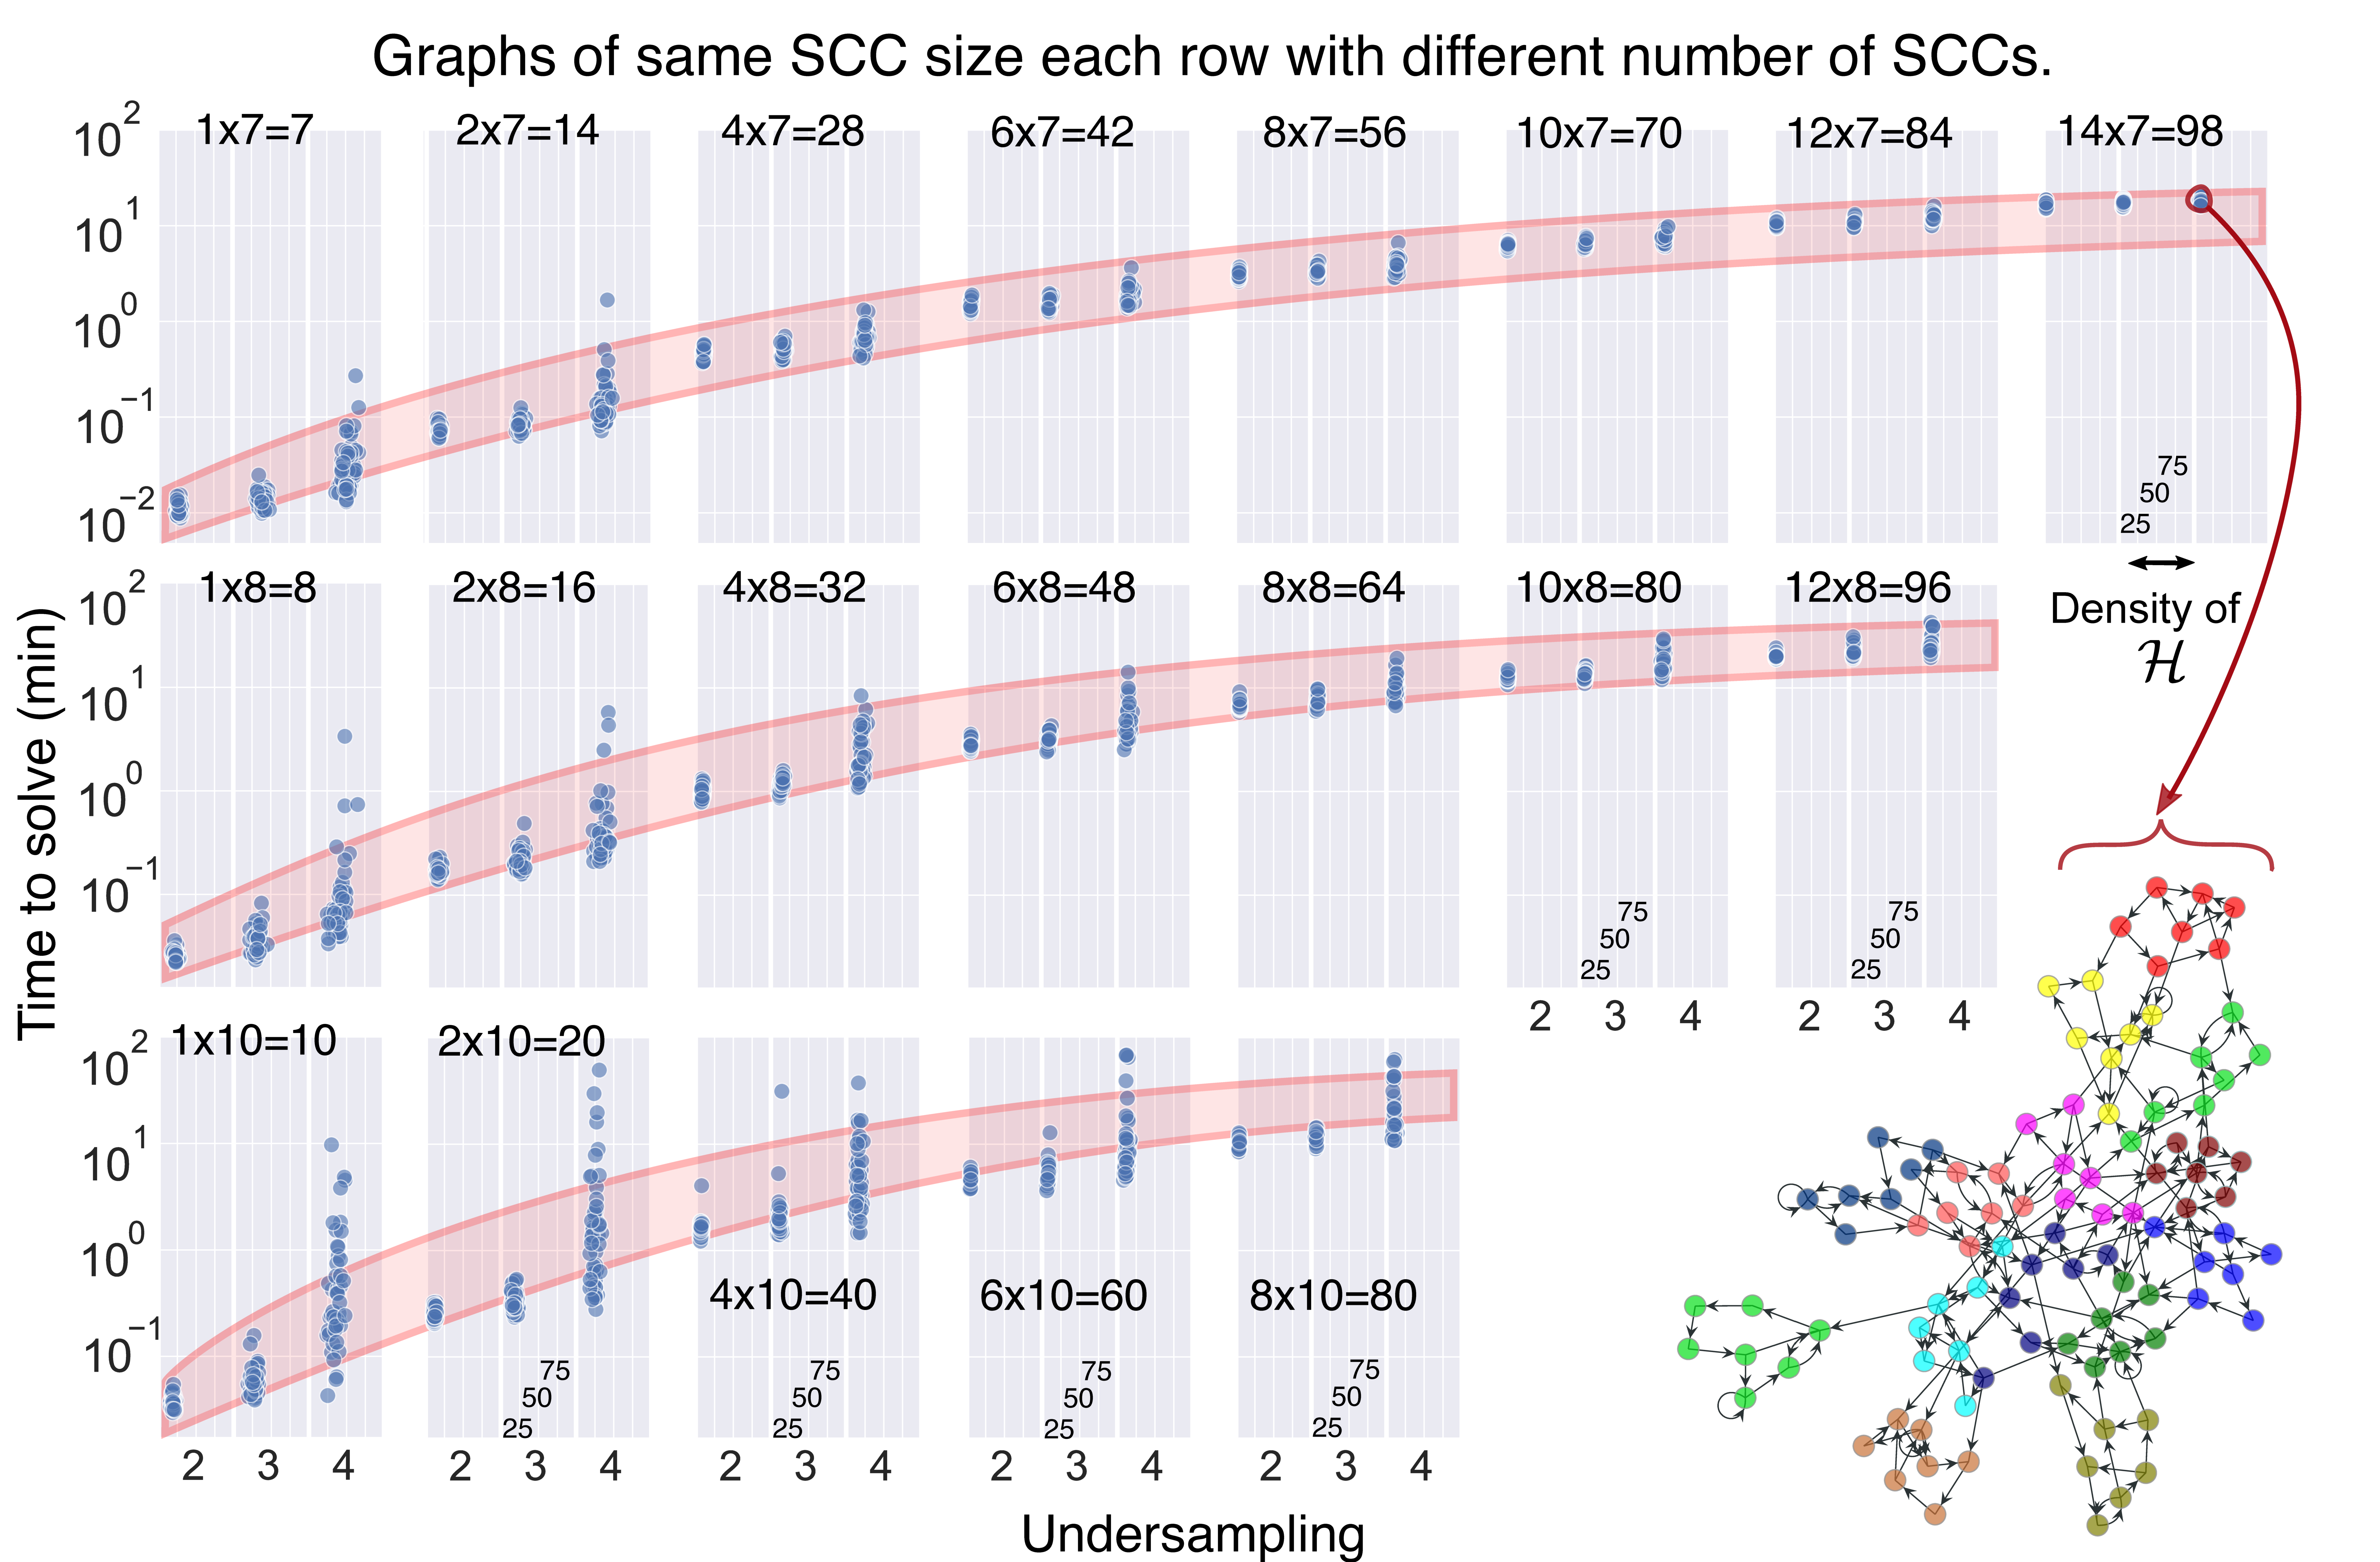 Graphs of same SCC size each row with different number of SCCs.
1x7=7 2x7=14 4x7=28 6x7=42 8x7=56 10x7=70 12x7=84 14x7=98
10^2
10^1
10^0
10^−1
10^−2
75
50
25
Density of
ℋ
Time to solve (min)
1x8=8 2x8=16 4x8=32 6x8=48 8x8=64 10x8=80 12x8=96
10^2
10^1
10^0
10^−1
75 75
50 50
25 25
2 3 4 2 3 4
1x10=10 2x10=20
10^2
10^1
10^0
10^−1
4x10=40 6x10=60 8x10=80
75 75 75 75
50 50 50 50
25 25 25 25
2 3 4 2 3 4 2 3 4 2 3 4 2 3 4
Undersampling